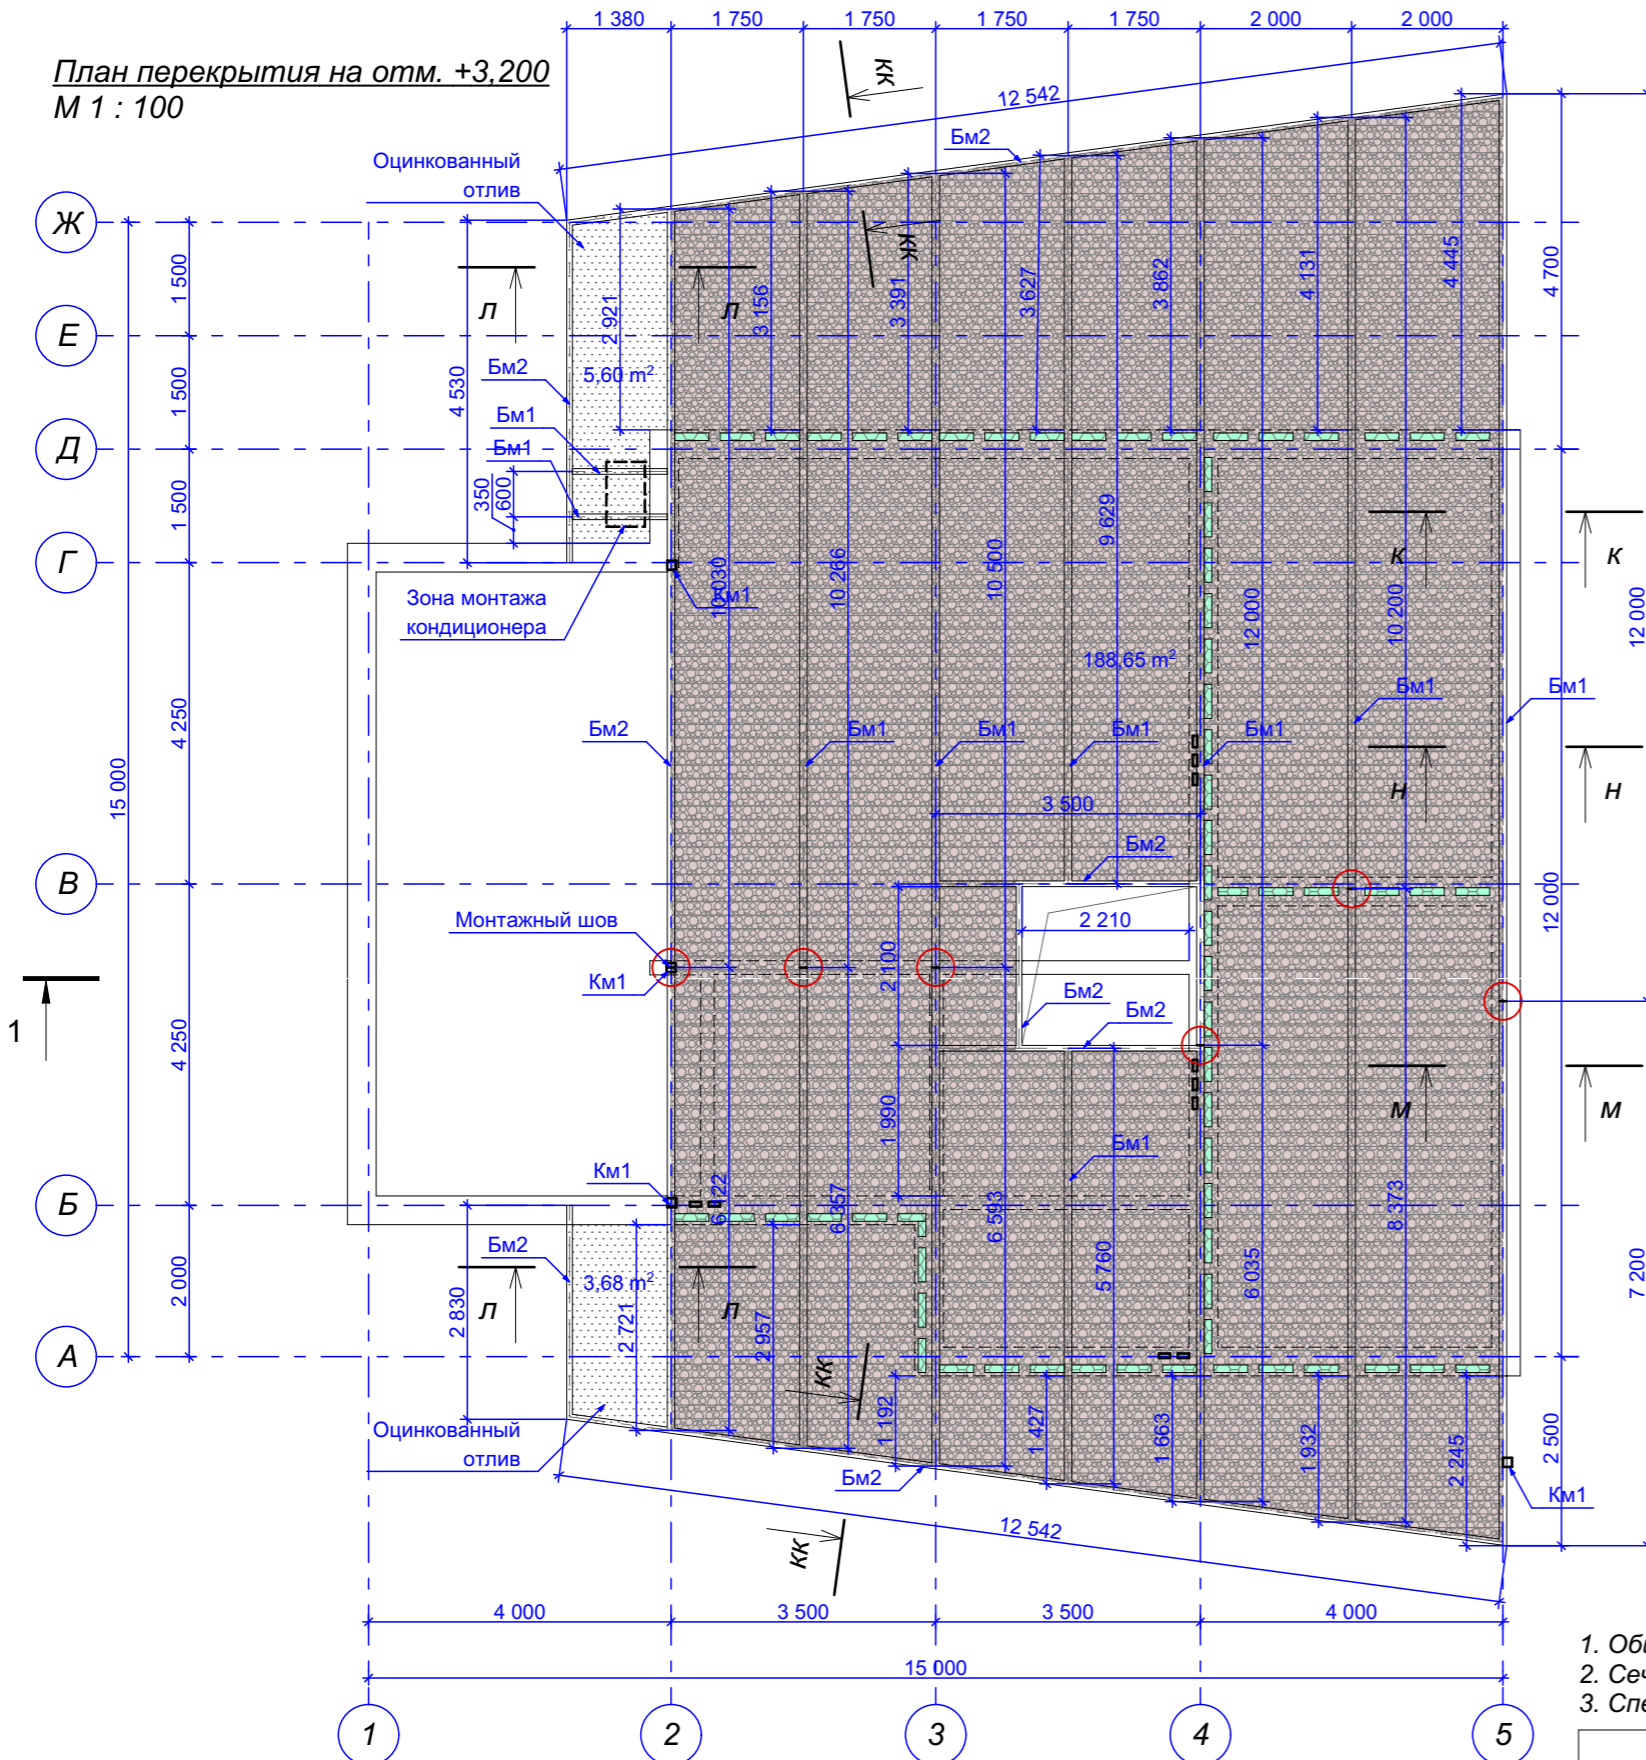 План перекрытия на отм. +3,200
М 1 : 100
1 380
1 750
1 750
1 750
1 750
2 000
2 000
12 542
кк
Бм2
Оцинкованный
отлив
Ж
Е
Д
Г
В
Б
А
1 500
1 500
1 500
4 250
4 250
2 000
15 000
4 530
2 921
3 156
3 391
3 627
3 862
4 131
4 445
4 700
кк
л
л
Бм2
5,60 m²
Бм1
Бм1
350
600
Зона монтажа
кондиционера
Км1
10 030
10 266
10 500
9 629
12 000
10 200
12 000
к
к
188,65 m²
Бм2
Бм1
Бм1
Бм1
Бм1
Бм1
Бм1
н
н
3 500
Бм2
2 210
2 100
12 000
Монтажный шов
Км1
1
Бм2
Бм2
м
м
1 990
Бм1
Км1
6 122
6 357
6 593
5 760
6 035
8 373
7 200
Бм2
3,68 m²
л
л
2 830
2 721
2 957
кк
1 192
1 427
1 663
1 932
2 245
2 500
Оцинкованный
отлив
Бм2
Км1
12 542
кк
4 000
3 500
3 500
4 000
15 000
1
2
3
4
5
1.
2.
3.